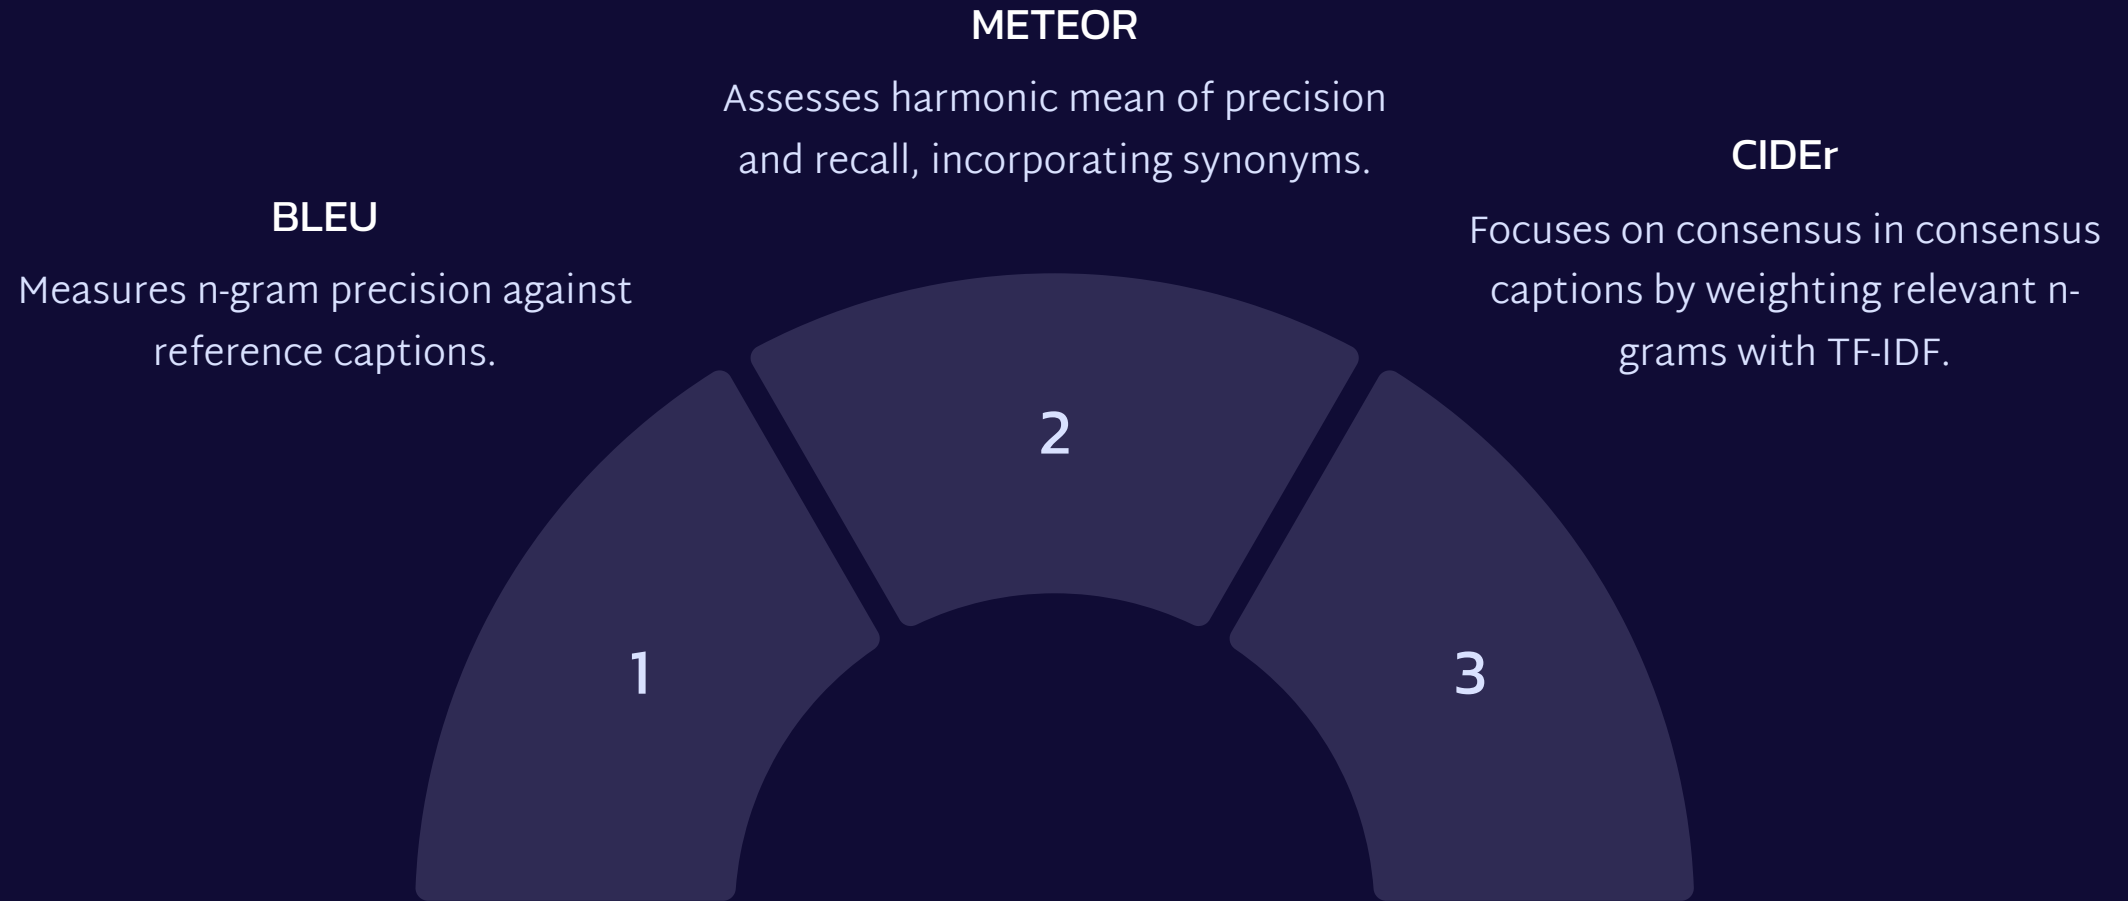 BLEU
Measures n-gram precision against
reference captions.
1
METEOR
Assesses harmonic mean of precision
and recall, incorporating synonyms.
2
CIDEr
Focuses on consensus in consensus
captions by weighting relevant n-
grams with TF-IDF.
3